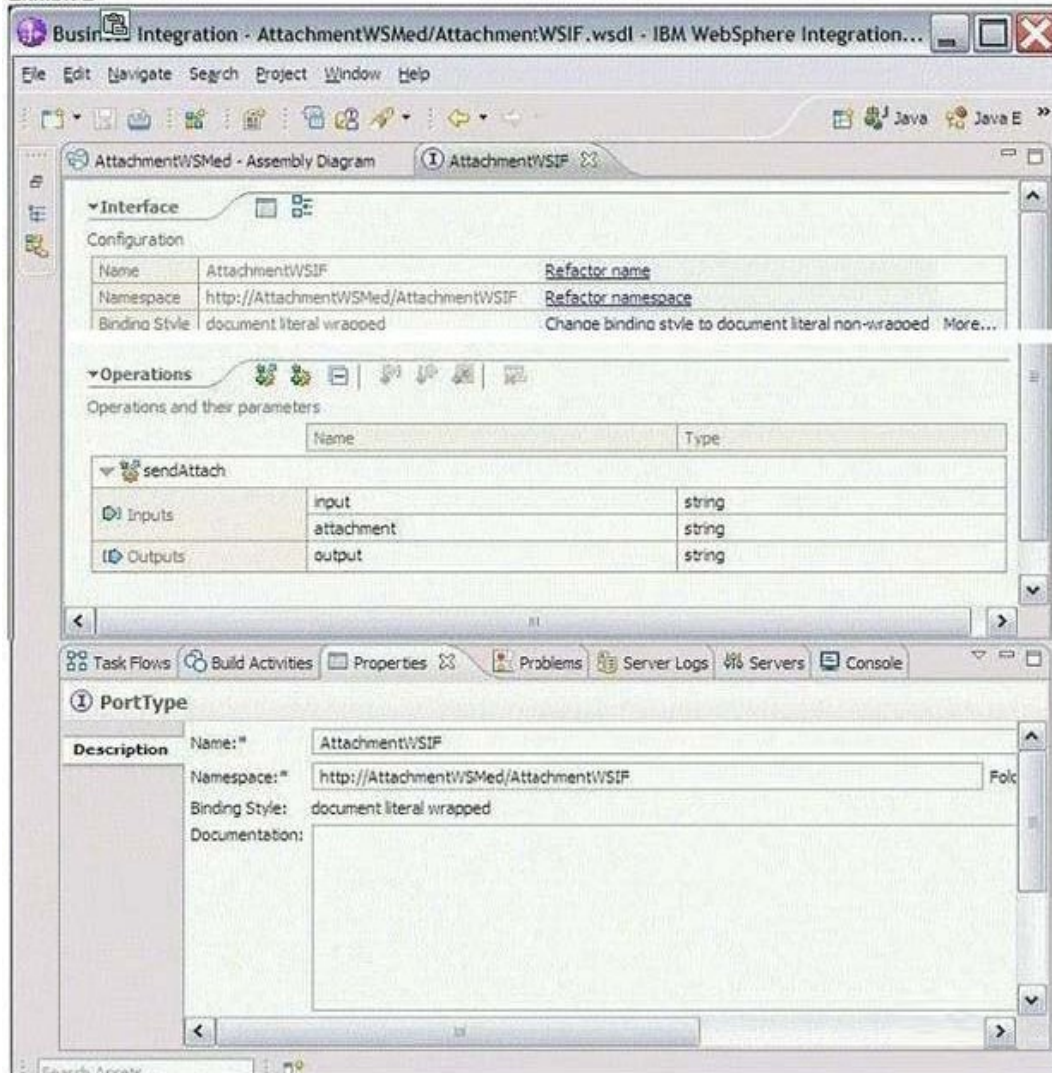 Business Integration - AttachmentWSMed/AttachmentWSIF.wsdl - IBM WebSphere Integration...
File Edit Navigate Search Project Window Help
Java Java E »
AttachmentWSMed - Assembly Diagram AttachmentWSIF
Interface
Configuration
Name AttachmentWSIF Refactor name
Namespace http://AttachmentWSMed/AttachmentWSIF Refactor namespace
Binding Style document literal wrapped Change binding style to document literal non-wrapped More...
Operations
Operations and their parameters
Name Type
sendAttach
Inputs
input string
attachment string
Outputs output string
Task Flows Build Activities Properties Problems Server Logs Servers Console
PortType
Description
Name:* AttachmentWSIF
Namespace:* http://AttachmentWSMed/AttachmentWSIF Fold
Binding Style: document literal wrapped
Documentation:
Search Assets